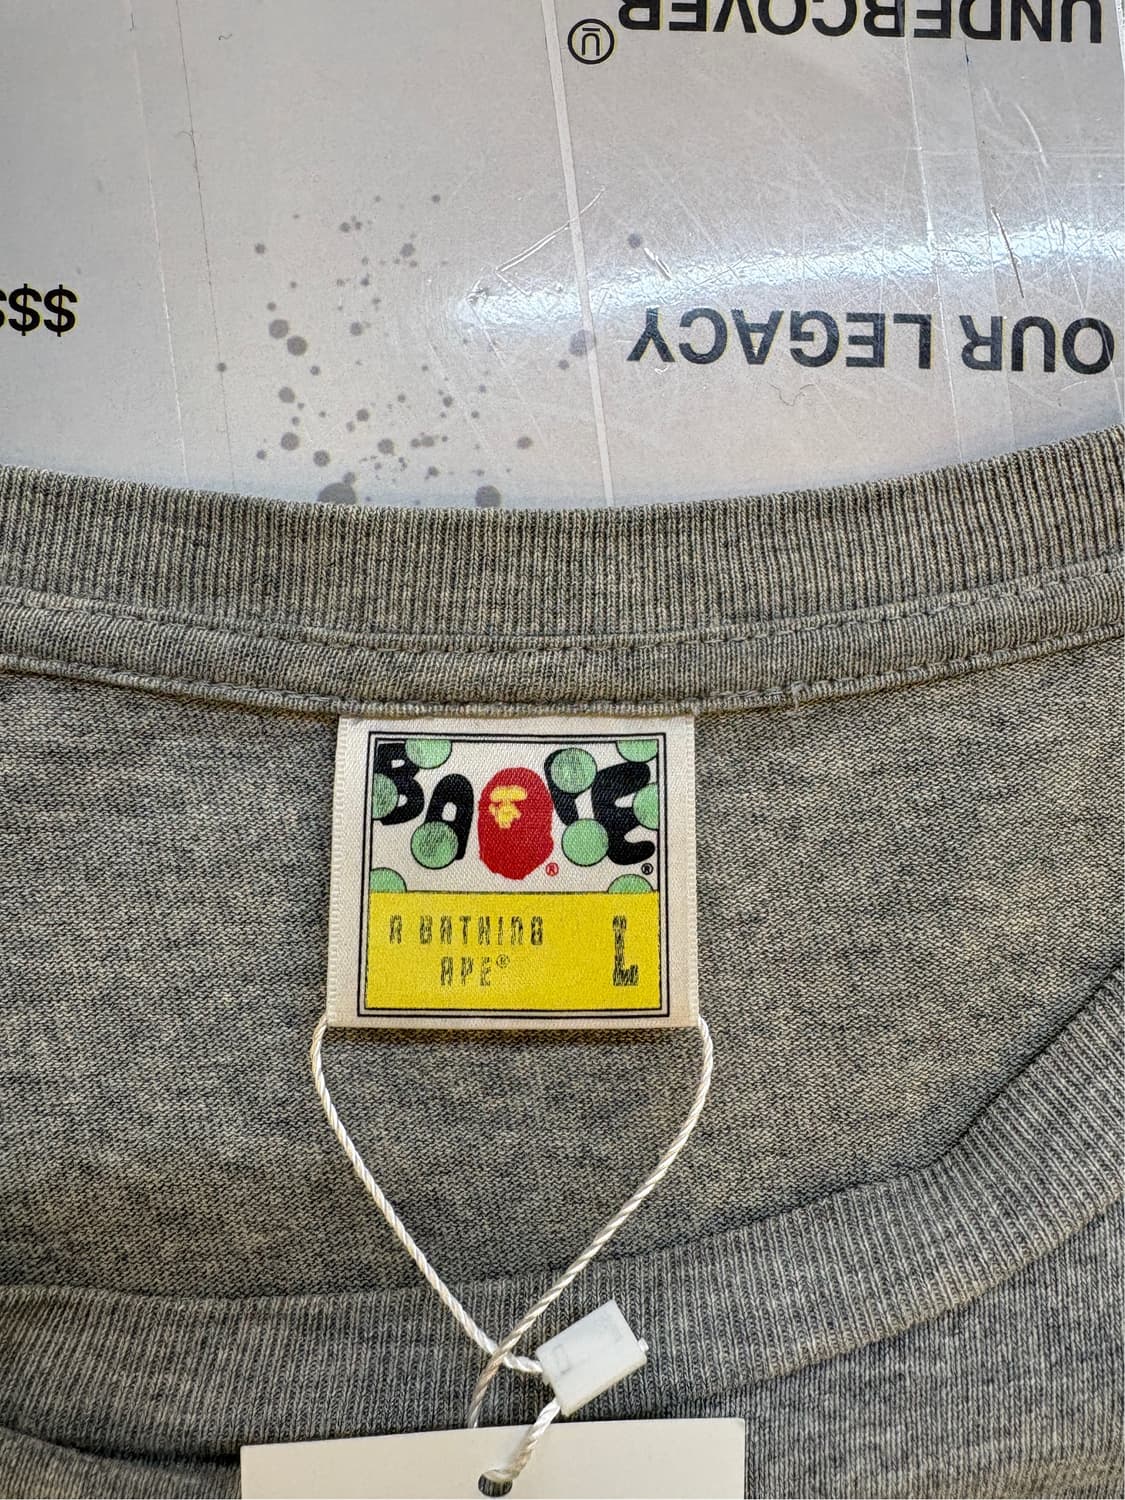 UNDERCOVER Ü
$$$
OUR LEGACY
BAPE
®
®
A BATHING
APE®
L